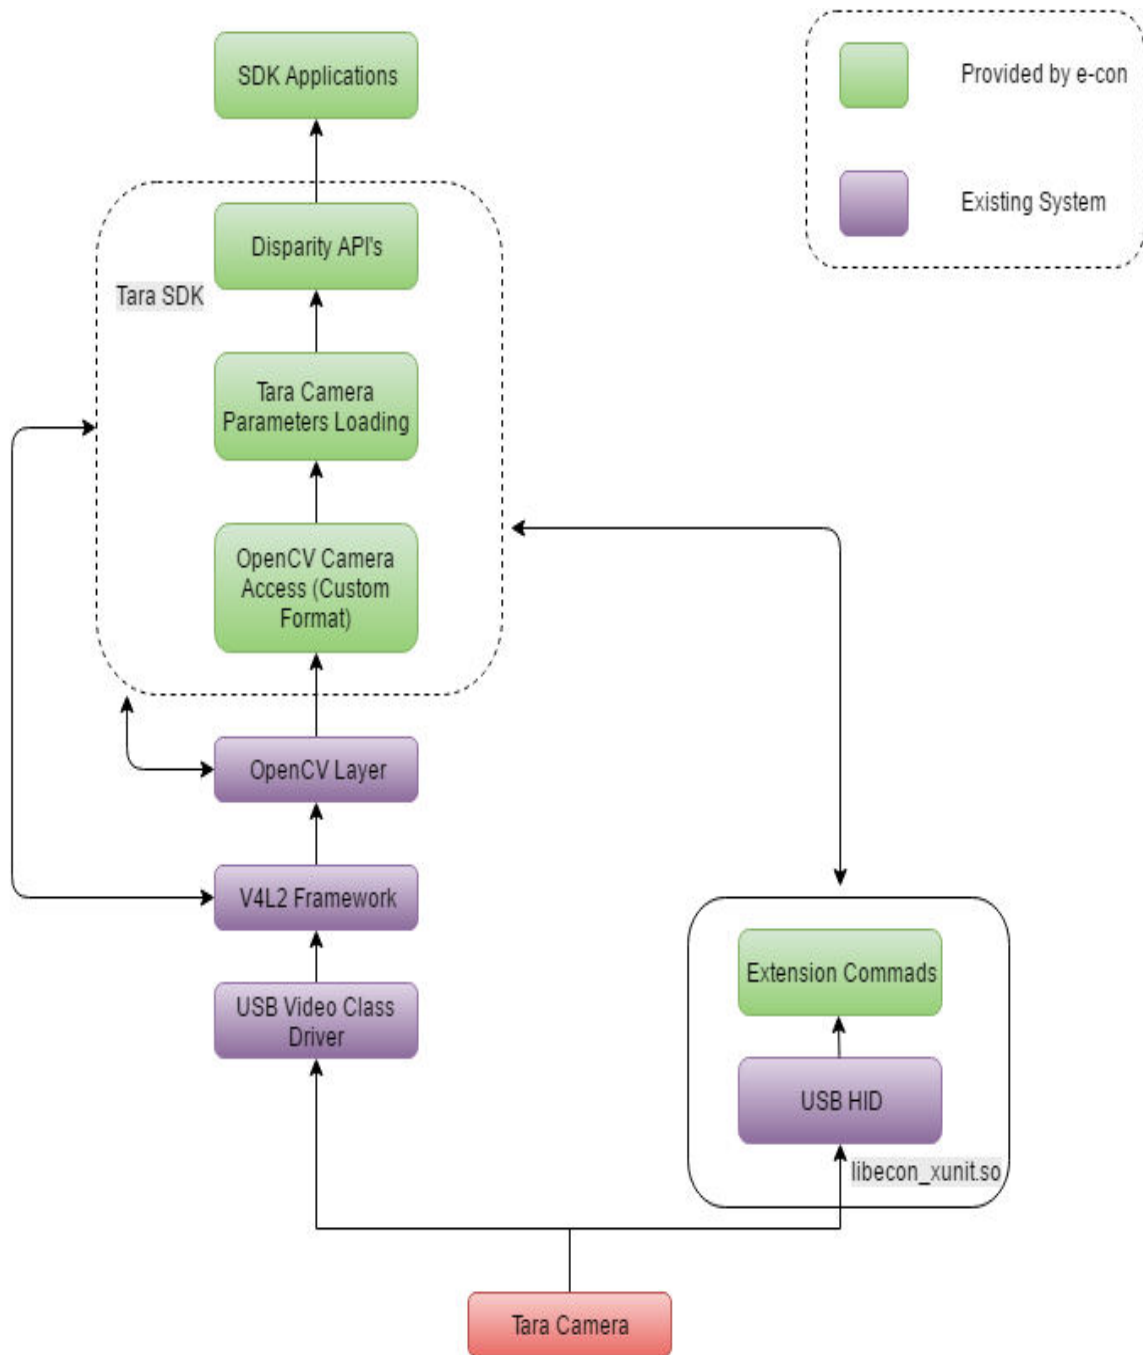 SDK Applications
Provided by e-con
Existing System
Disparity API's
Tara SDK
Tara Camera
Parameters Loading
OpenCV Camera
Access (Custom
Format)
OpenCV Layer
V4L2 Framework
USB Video Class
Driver
Extension Commads
USB HID
libecon_xunit.so
Tara Camera